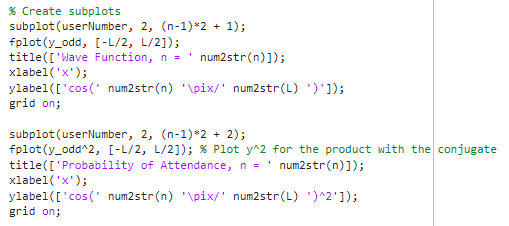 % Create subplots
subplot(userNumber, 2, (n-1)*2 + 1);
fplot(y_odd, [-L/2, L/2]);
title(['Wave Function, n = ' num2str(n)]);
xlabel('x');
ylabel(['cos(' num2str(n) '\pix/' num2str(L) ')']);
grid on;
subplot(userNumber, 2, (n-1)*2 + 2);
fplot(y_odd^2, [-L/2, L/2]); % Plot y^2 for the product with the conjugate
title(['Probability of Attendance, n = ' num2str(n)]);
xlabel('x');
ylabel(['cos(' num2str(n) '\pix/' num2str(L) ')^2']);
grid on;